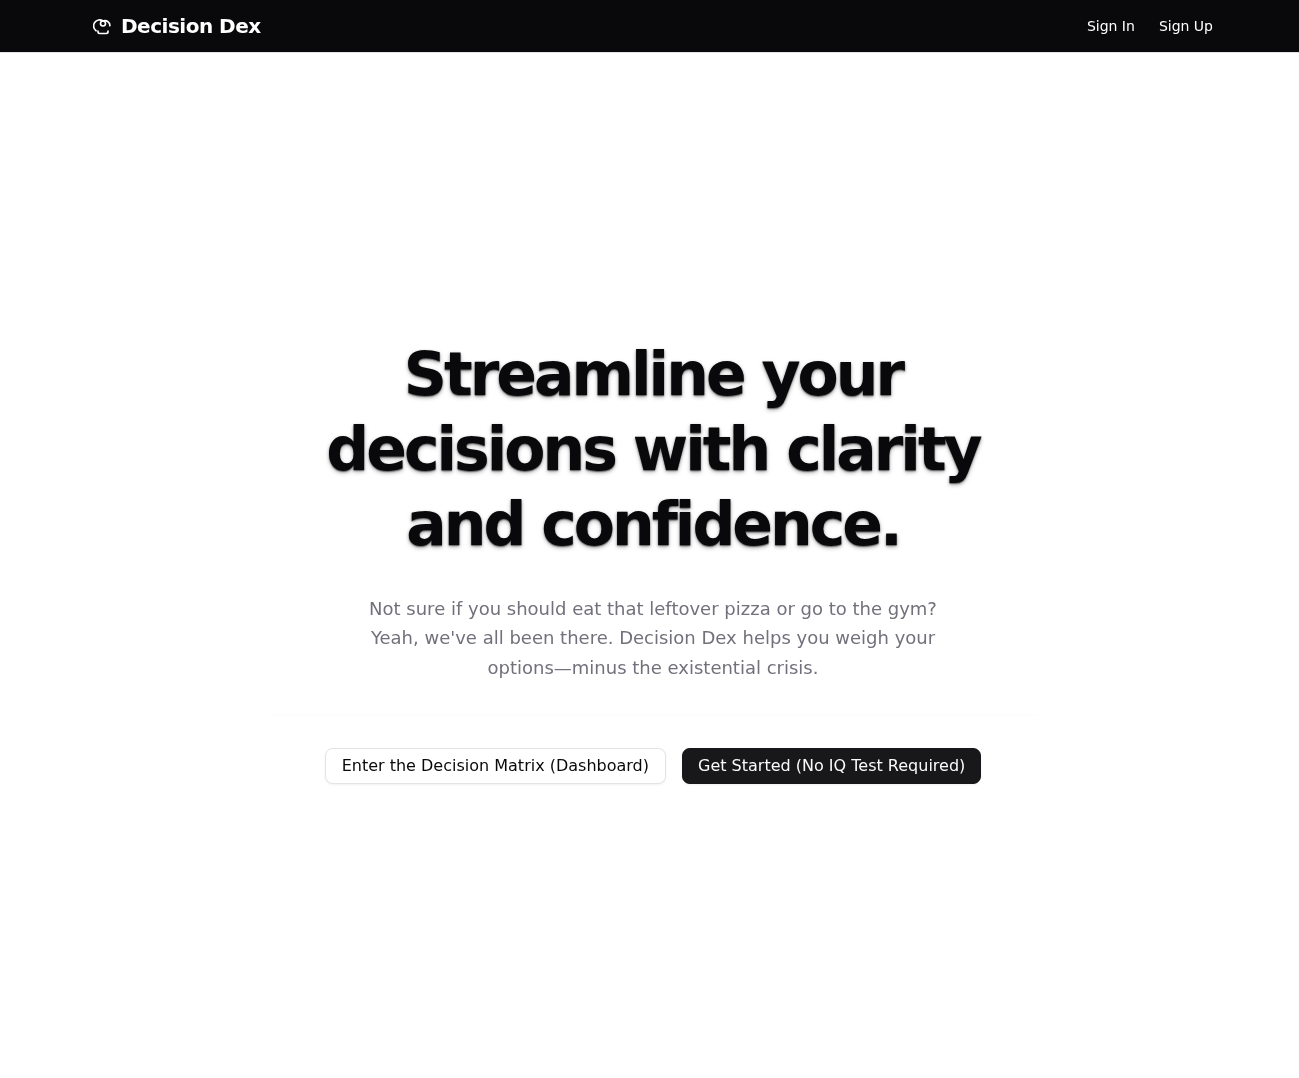 Decision Dex
Sign In
Sign Up
Streamline your
decisions with clarity
and confidence.
Not sure if you should eat that leftover pizza or go to the gym?
Yeah, we've all been there. Decision Dex helps you weigh your
options—minus the existential crisis.
Enter the Decision Matrix (Dashboard)
Get Started (No IQ Test Required)